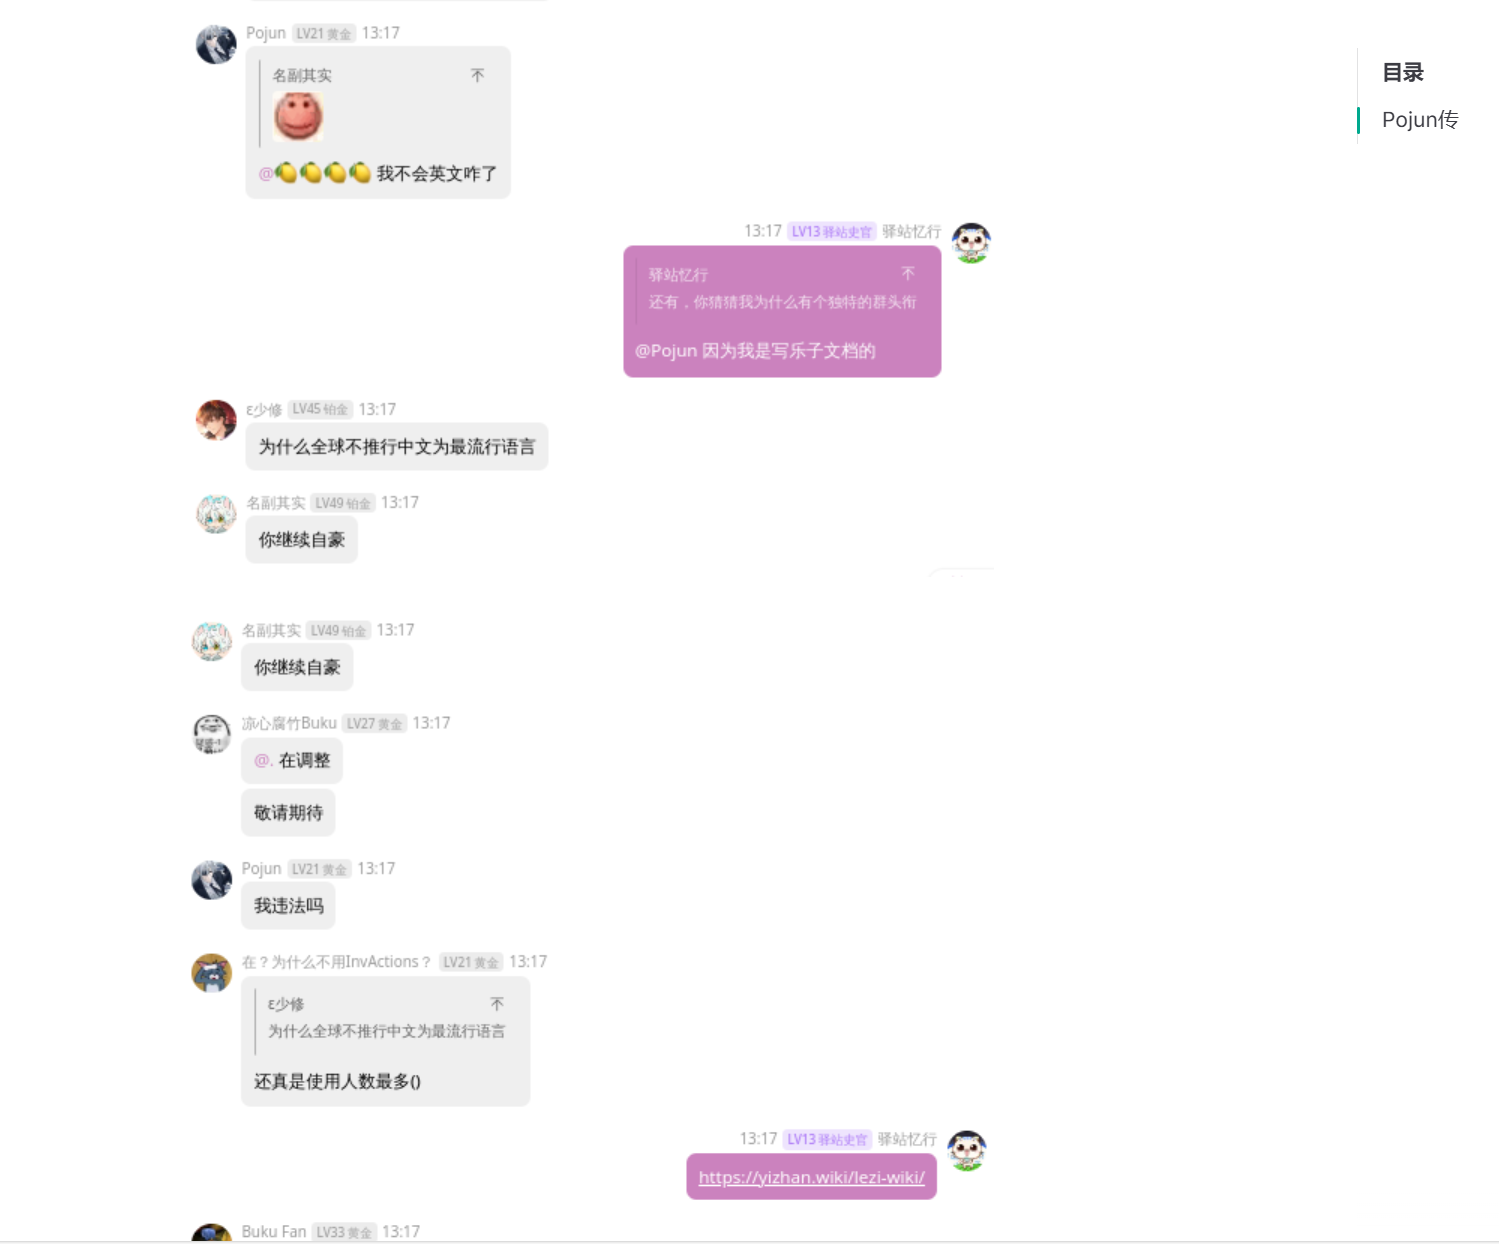 Pojun LV21 黄金 13:17
名副其实
@🍋🍋🍋🍋 我不会英文咋了
13:17 LV13 驿站史官 驿站忆行
驿站忆行
还有，你猜猜我为什么有个独特的群头衔
@Pojun 因为我是写乐子文档的
ε少修 LV45 铂金 13:17
为什么全球不推行中文为最流行语言
名副其实 LV49 铂金 13:17
你继续自豪
名副其实 LV49 铂金 13:17
你继续自豪
凉心腐竹Buku LV27 黄金 13:17
@. 在调整
敬请期待
Pojun LV21 黄金 13:17
我违法吗
在？为什么不用InvActions？ LV21 黄金 13:17
ε少修
为什么全球不推行中文为最流行语言
还真是使用人数最多()
13:17 LV13 驿站史官 驿站忆行
https://yizhan.wiki/lezi-wiki/
Buku Fan LV33 黄金 13:17
目录
Pojun传